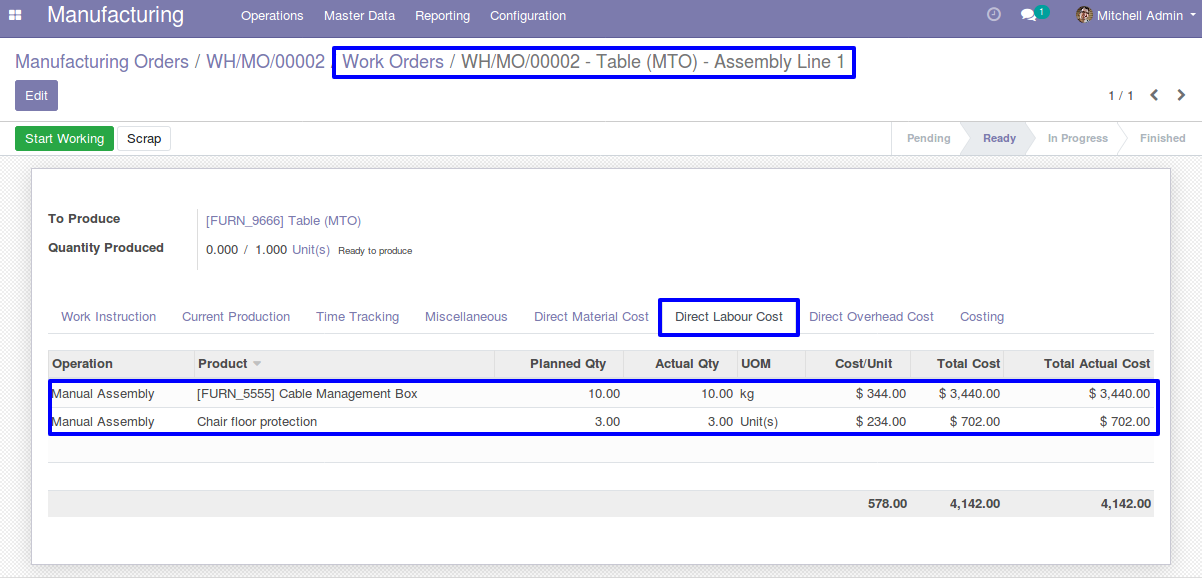 Manufacturing Operations Master Data Reporting Configuration 1 Mitchell Admin
Manufacturing Orders / WH/MO/00002 / Work Orders / WH/MO/00002 - Table (MTO) - Assembly Line 1
Edit 1 / 1
Start Working Scrap Pending Ready In Progress Finished
To Produce [FURN_9666] Table (MTO)
Quantity Produced 0.000 / 1.000 Unit(s) Ready to produce
Work Instruction Current Production Time Tracking Miscellaneous Direct Material Cost Direct Labour Cost Direct Overhead Cost Costing
Operation Product Planned Qty Actual Qty UOM Cost/Unit Total Cost Total Actual Cost
Manual Assembly [FURN_5555] Cable Management Box 10.00 10.00 kg $ 344.00 $ 3,440.00 $ 3,440.00
Manual Assembly Chair floor protection 3.00 3.00 Unit(s) $ 234.00 $ 702.00 $ 702.00
578.00 4,142.00 4,142.00